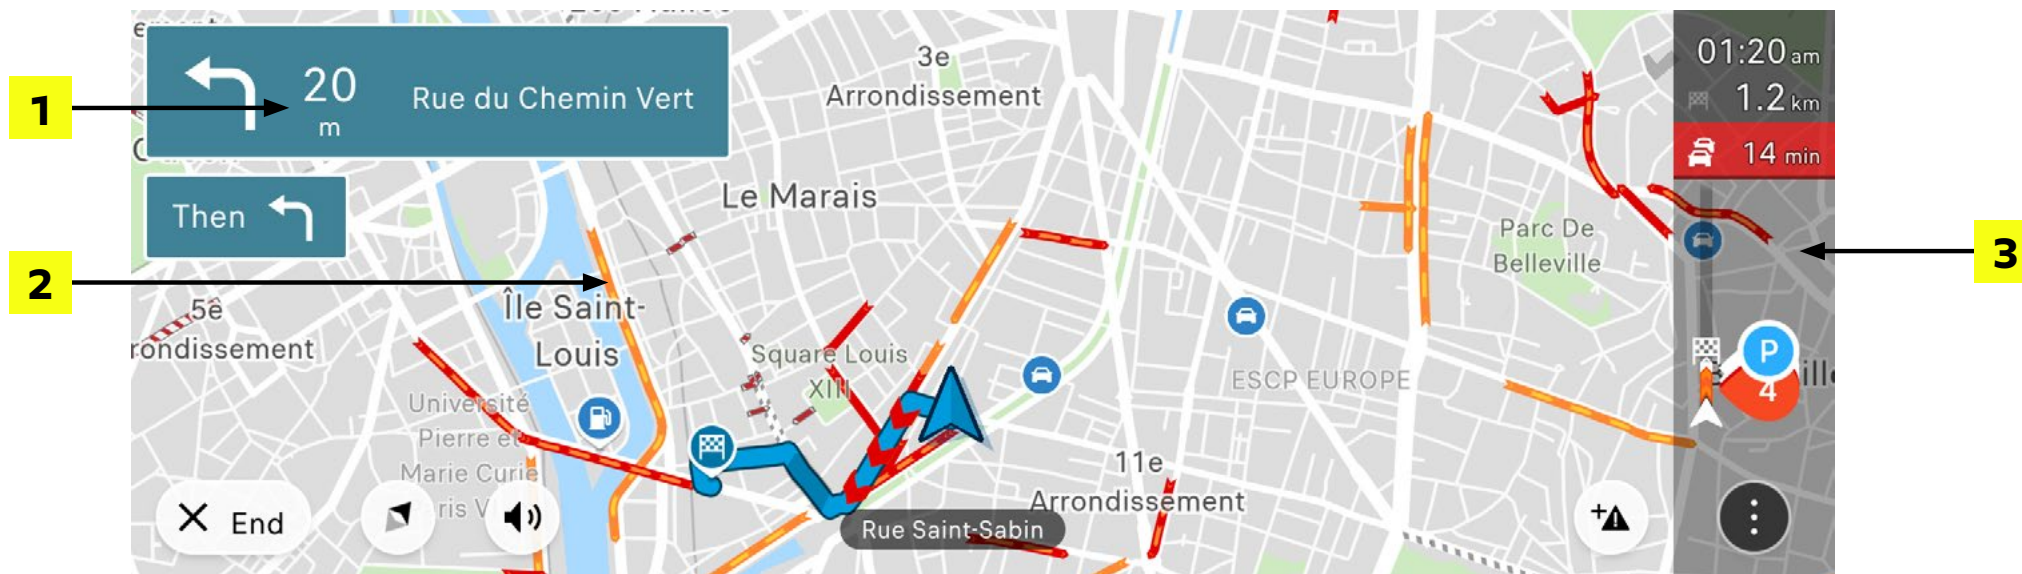 1
20
m
Rue du Chemin Vert
Then
2
3
3e
Arrondissement
Le Marais
01:20 am
1.2 km
14 min
Parc De
Belleville
Île Saint-
Louis
5e
rondissement
Square Louis
XIII
ESCP EUROPE
P
4
Université
Pierre et
Marie Curie
11e
Arrondissement
Rue Saint-Sabin
End